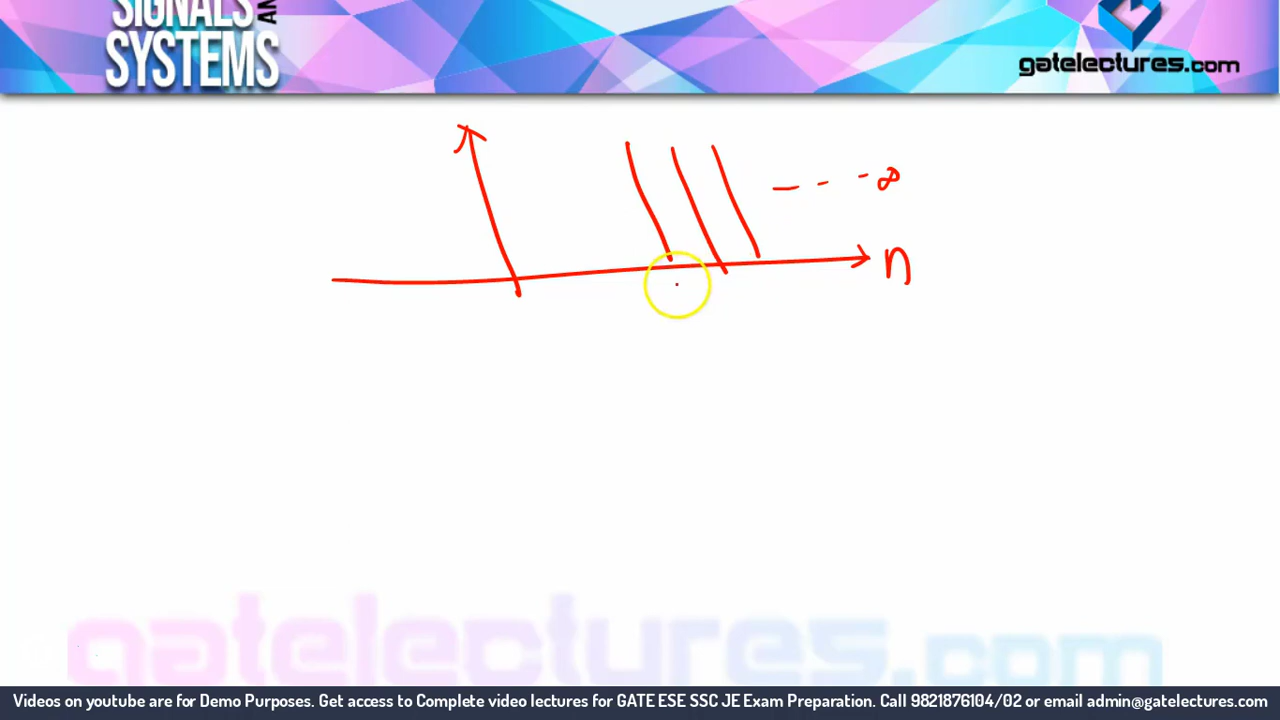 SIGNALS AND
SYSTEMS
gatelectures.com
---∞
n
gatelectures.com
Videos on youtube are for Demo Purposes. Get access to Complete video lectures for GATE ESE SSC JE Exam Preparation. Call 9821876104/02 or email admin@gatelectures.com